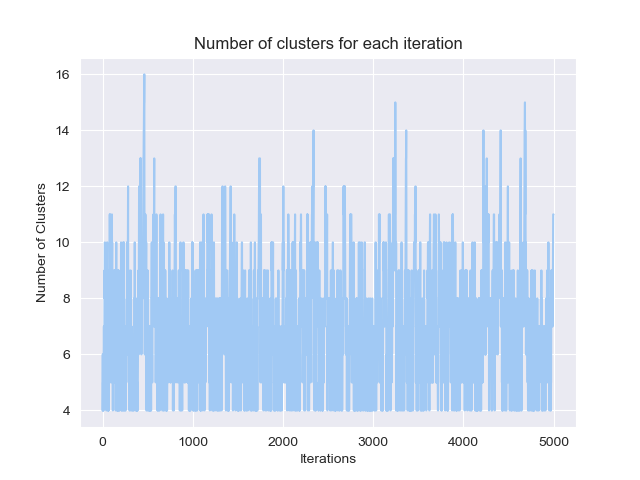 Number of clusters for each iteration
Number of Clusters
16
14
12
10
8
6
4
0 1000 2000 3000 4000 5000
Iterations